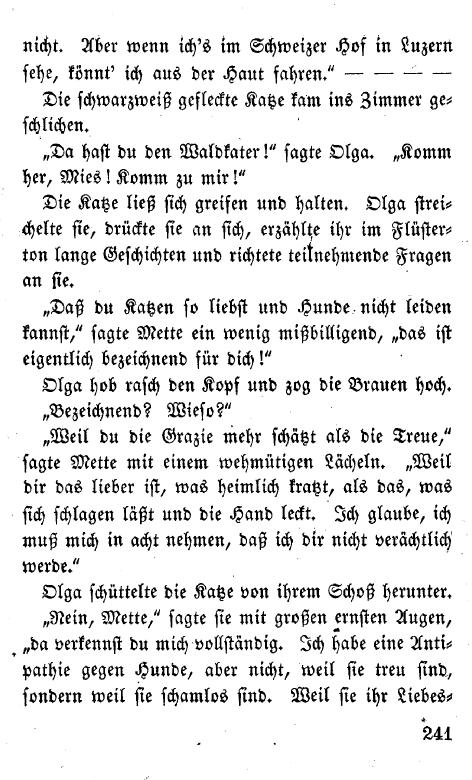 nicht. Aber wenn ich's im Schweizer Hof in Luzern
sehe, könnt' ich aus der Haut fahren.“ — — — —
Die schwarzweiß gefleckte Katze kam ins Zimmer ge-
schlichen.
„Da hast du den Waldkater!“ sagte Olga. „Komm
her, Mies! Komm zu mir!“
Die Katze ließ sich greifen und halten. Olga strei-
chelte sie, drückte sie an sich, erzählte ihr im Flüster-
ton lange Geschichten und richtete teilnehmende Fragen
an sie.
„Daß du Katzen so liebst und Hunde nicht leiden
kannst,“ sagte Mette ein wenig mißbilligend, „das ist
eigentlich bezeichnend für dich!“
Olga hob rasch den Kopf und zog die Brauen hoch.
„Bezeichnend? Wieso?“
„Weil du die Grazie mehr schätzt als die Treue,“
sagte Mette mit einem wehmütigen Lächeln. „Weil
dir das lieber ist, was heimlich kratzt, als das, was
sich schlagen läßt und die Hand leckt. Ich glaube, ich
muß mich in acht nehmen, daß ich dir nicht verächtlich
werde.“
Olga schüttelte die Katze von ihrem Schoß herunter.
„Nein, Mette,“ sagte sie mit großen ernsten Augen,
„da verkennst du mich vollständig. Ich habe eine Anti-
pathie gegen Hunde, aber nicht, weil sie treu sind,
sondern weil sie schamlos sind. Weil sie ihr Liebes-
241